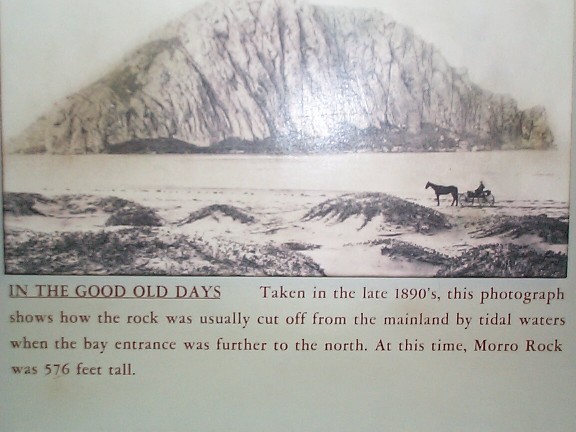 IN THE GOOD OLD DAYS Taken in the late 1890's, this photograph
shows how the rock was usually cut off from the mainland by tidal waters
when the bay entrance was further to the north. At this time, Morro Rock
was 576 feet tall.